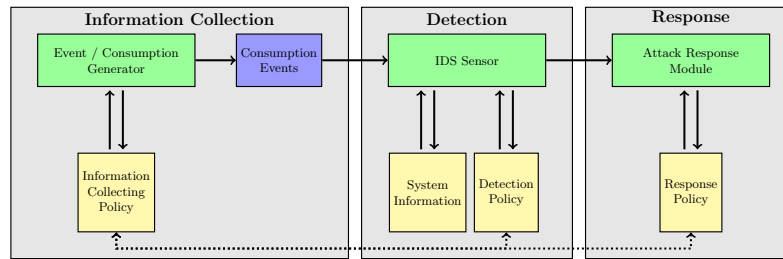 Information Collection
Detection
Response
Event / Consumption
Generator
Consumption
Events
IDS Sensor
Attack Response
Module
Information
Collecting
Policy
System
Information
Detection
Policy
Response
Policy